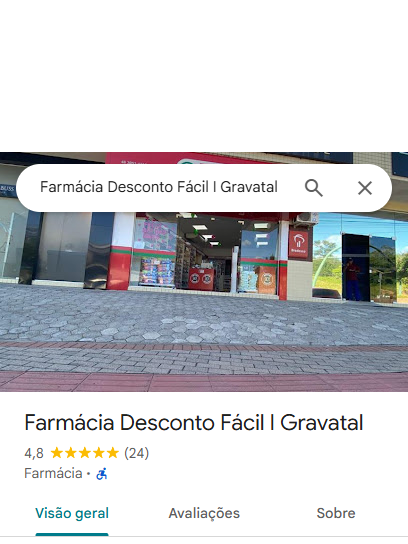 Farmácia Desconto Fácil l Gravatal
Farmácia Desconto Fácil l Gravatal
4,8 (24)
Farmácia ·
Visão geral
Avaliações
Sobre